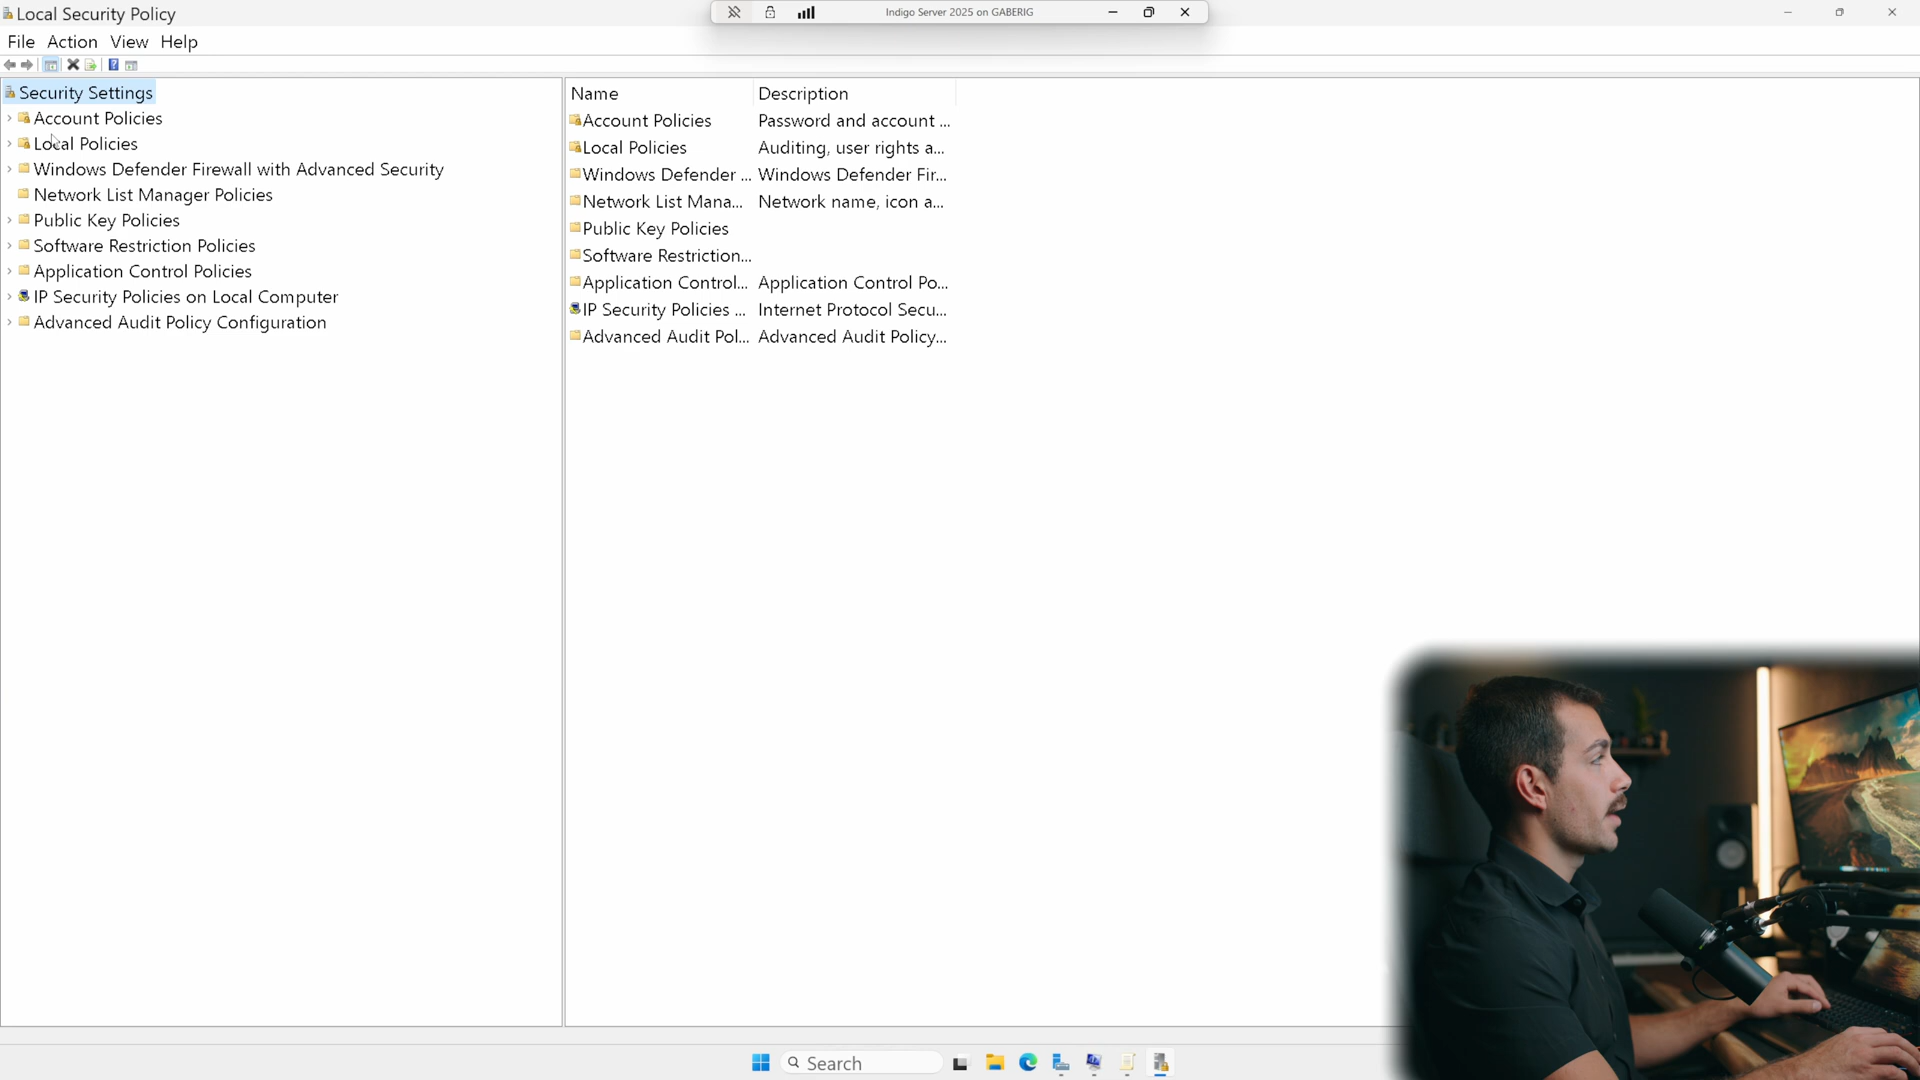 Local Security Policy
Indigo Server 2025 on GABERIG
File Action View Help
Security Settings
Account Policies
Local Policies
Windows Defender Firewall with Advanced Security
Network List Manager Policies
Public Key Policies
Software Restriction Policies
Application Control Policies
IP Security Policies on Local Computer
Advanced Audit Policy Configuration
Name Description
Account Policies Password and account ...
Local Policies Auditing, user rights a...
Windows Defender ... Windows Defender Fir...
Network List Mana... Network name, icon a...
Public Key Policies
Software Restriction...
Application Control... Application Control Po...
IP Security Policies ... Internet Protocol Secu...
Advanced Audit Pol... Advanced Audit Policy...
Search